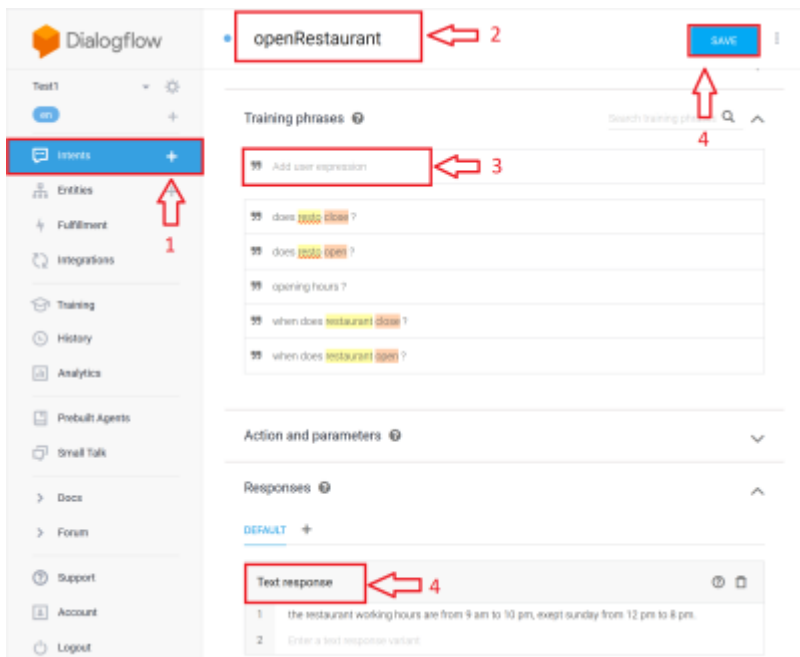 Dialogflow
openRestaurant
2
SAVE
Test1
en
+
Training phrases
Search training phrases
4
Intents
+
Add user expression
3
Entities
+
1
does resto close ?
Fulfillment
does resto open ?
Integrations
opening hours ?
Training
when does restaurant close ?
History
when does restaurant open ?
Analytics
Prebuilt Agents
Action and parameters
Small Talk
Responses
> Docs
> Forum
DEFAULT +
Support
Text response
4
Account
1 the restaurant working hours are from 9 am to 10 pm, exept sunday from 12 pm to 8 pm.
2 Enter a text response variant
Logout